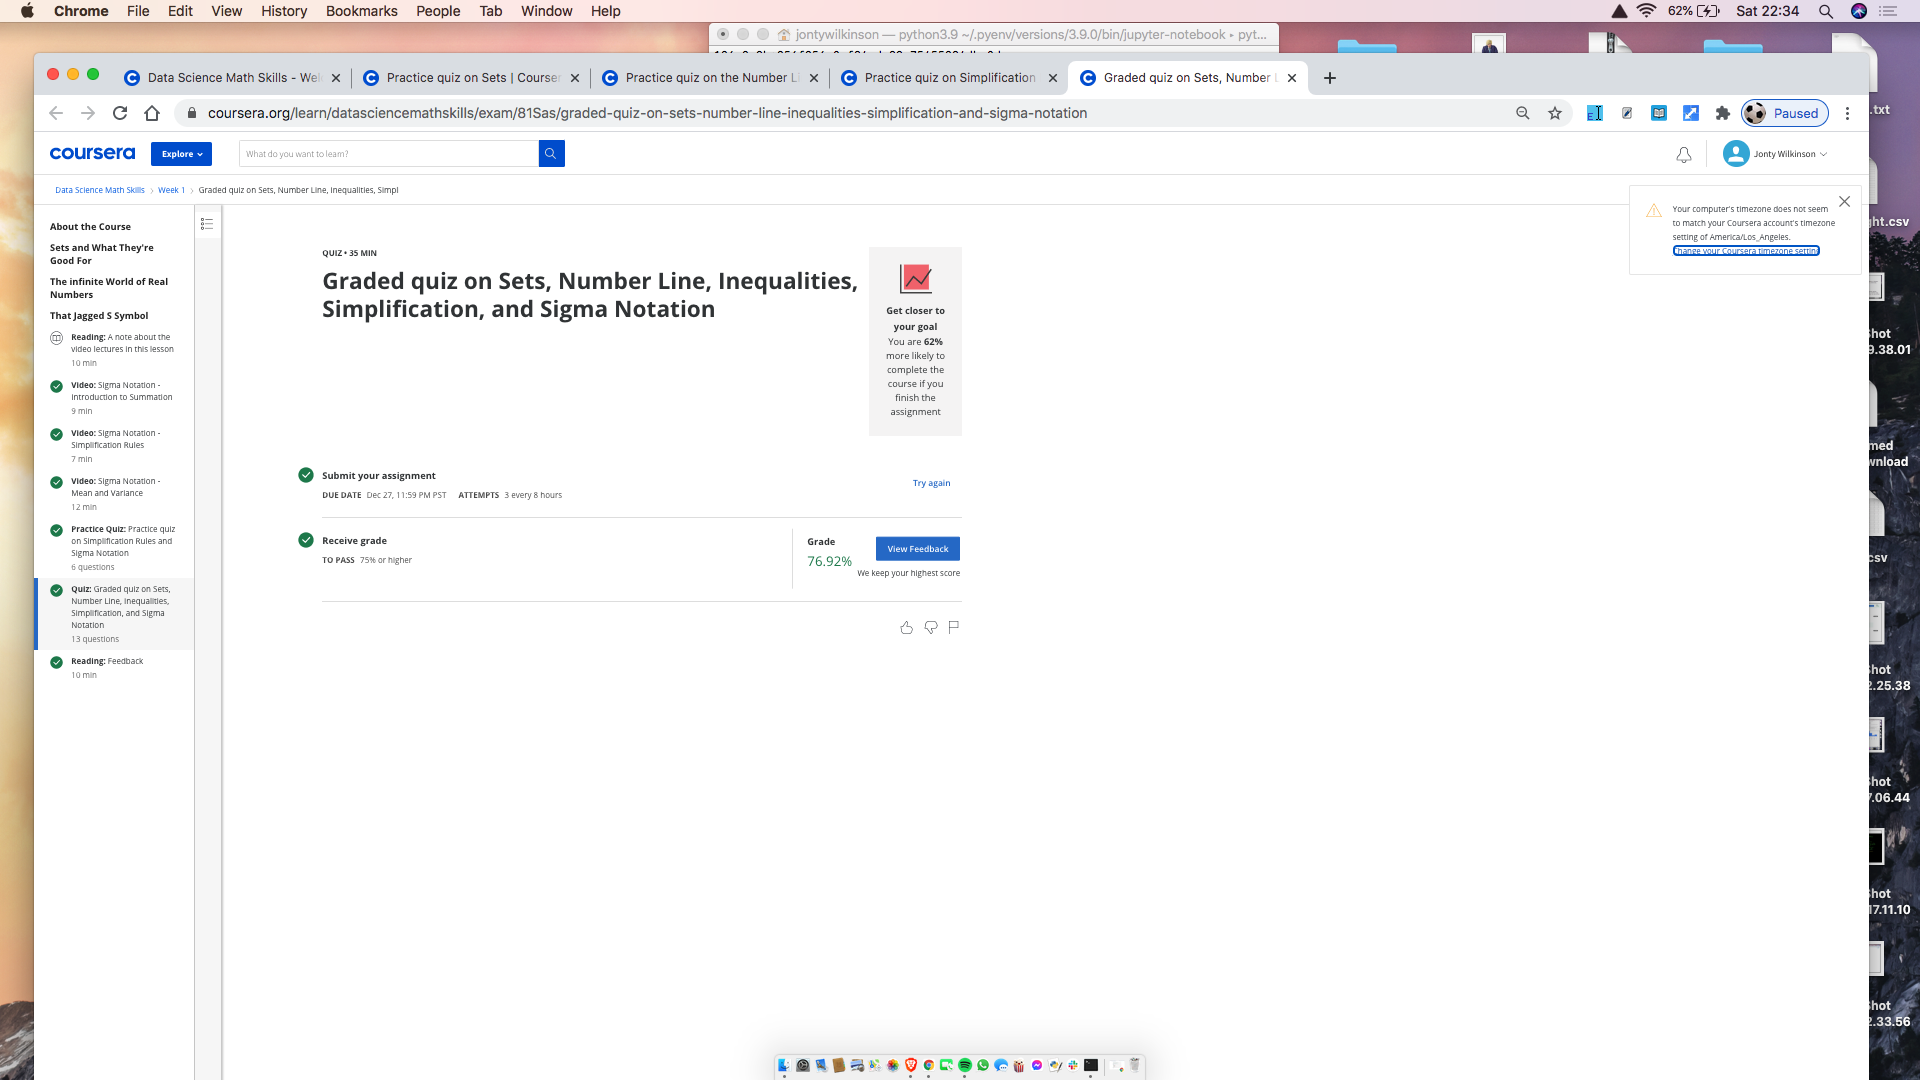 Chrome File Edit View History Bookmarks People Tab Window Help
62% Sat 22:34
jontywilkinson — python3.9 ~/.pyenv/versions/3.9.0/bin/jupyter-notebook ▸ pyt...
Data Science Math Skills - Wel
Practice quiz on Sets | Courser
Practice quiz on the Number Li
Practice quiz on Simplification
Graded quiz on Sets, Number L
coursera.org/learn/datasciencemathskills/exam/81Sas/graded-quiz-on-sets-number-line-inequalities-simplification-and-sigma-notation
Paused
coursera
Explore
What do you want to learn?
Jonty Wilkinson
Data Science Math Skills > Week 1 > Graded quiz on Sets, Number Line, Inequalities, Simpl
Your computer's timezone does not seem
to match your Coursera account's timezone
setting of America/Los_Angeles.
Change your Coursera timezone setting
About the Course
Sets and What They're
Good For
The infinite World of Real
Numbers
That Jagged S Symbol
Reading: A note about the
video lectures in this lesson
10 min
Video: Sigma Notation -
Introduction to Summation
9 min
Video: Sigma Notation -
Simplification Rules
7 min
Video: Sigma Notation -
Mean and Variance
12 min
Practice Quiz: Practice quiz
on Simplification Rules and
Sigma Notation
6 questions
Quiz: Graded quiz on Sets,
Number Line, Inequalities,
Simplification, and Sigma
Notation
13 questions
Reading: Feedback
10 min
QUIZ • 35 MIN
Graded quiz on Sets, Number Line, Inequalities,
Simplification, and Sigma Notation
Get closer to
your goal
You are 62%
more likely to
complete the
course if you
finish the
assignment
Submit your assignment
DUE DATE Dec 27, 11:59 PM PST ATTEMPTS 3 every 8 hours
Try again
Receive grade
TO PASS 75% or higher
Grade
76.92%
View Feedback
We keep your highest score
.txt
ht.csv
hot
9.38.01
med
wnload
csv
hot
2.25.38
hot
7.06.44
hot
17.11.10
hot
2.33.56